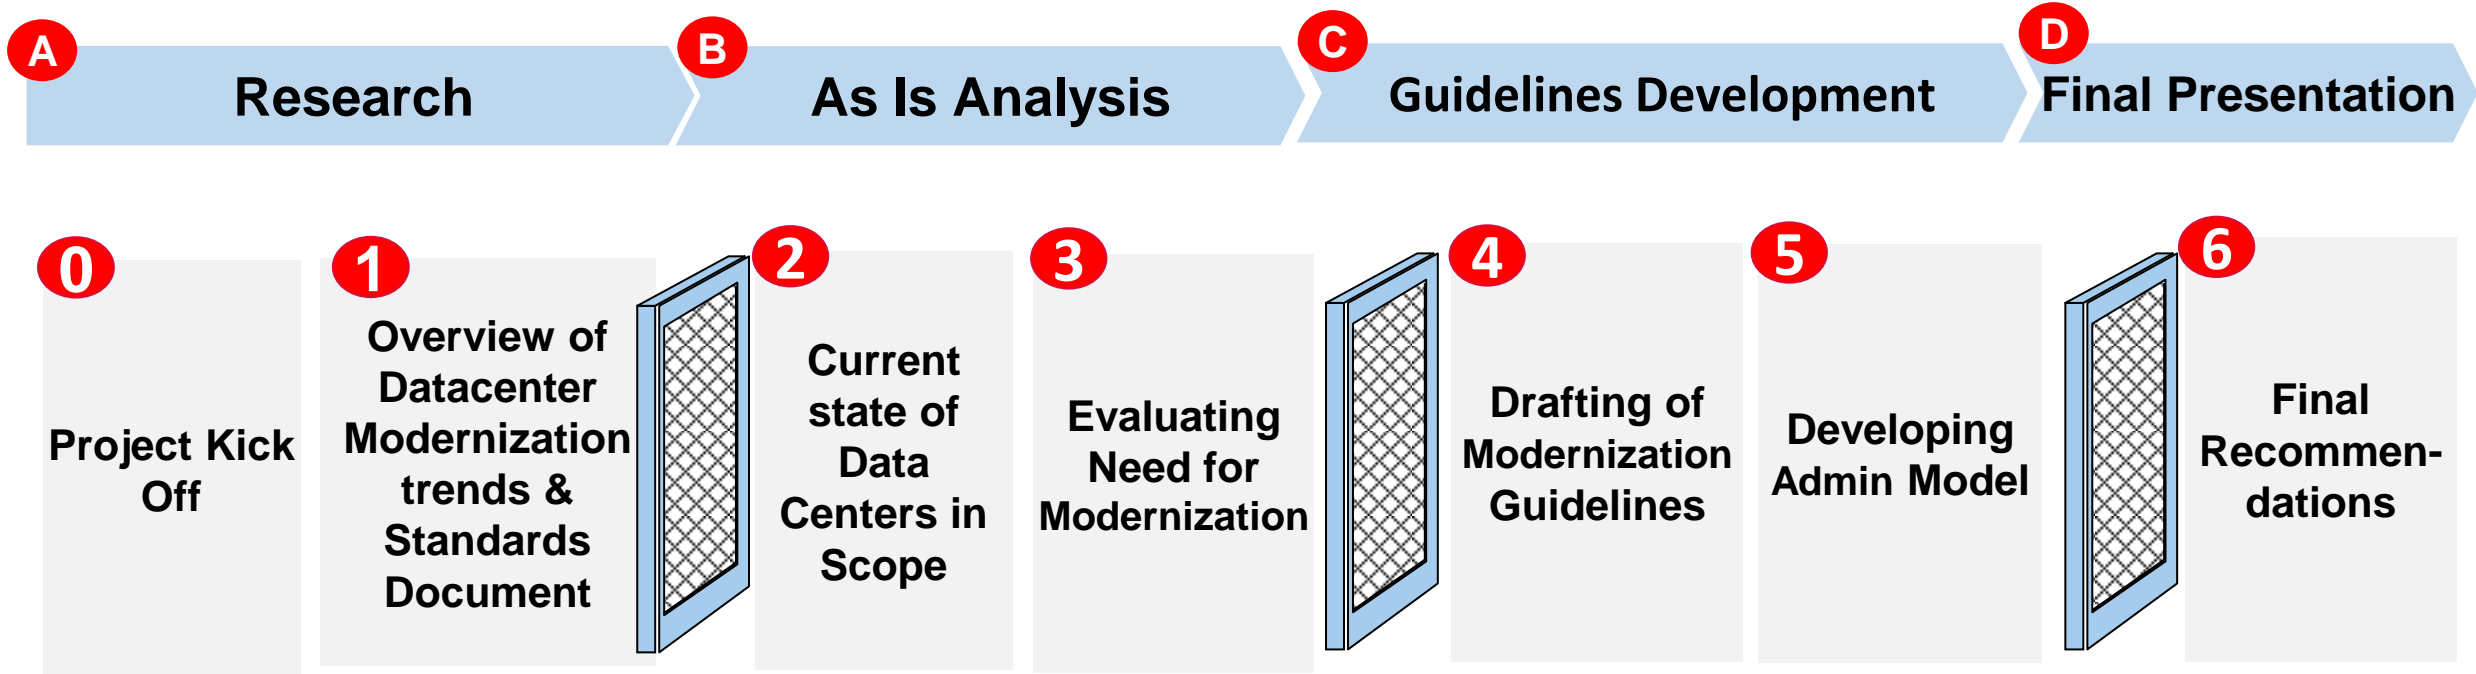 A
Research
B
As Is Analysis
C
Guidelines Development
D
Final Presentation
0
Project Kick
Off
1
Overview of
Datacenter
Modernization
trends &
Standards
Document
2
Current
state of
Data
Centers in
Scope
3
Evaluating
Need for
Modernization
4
Drafting of
Modernization
Guidelines
5
Developing
Admin Model
6
Final
Recommen-
dations